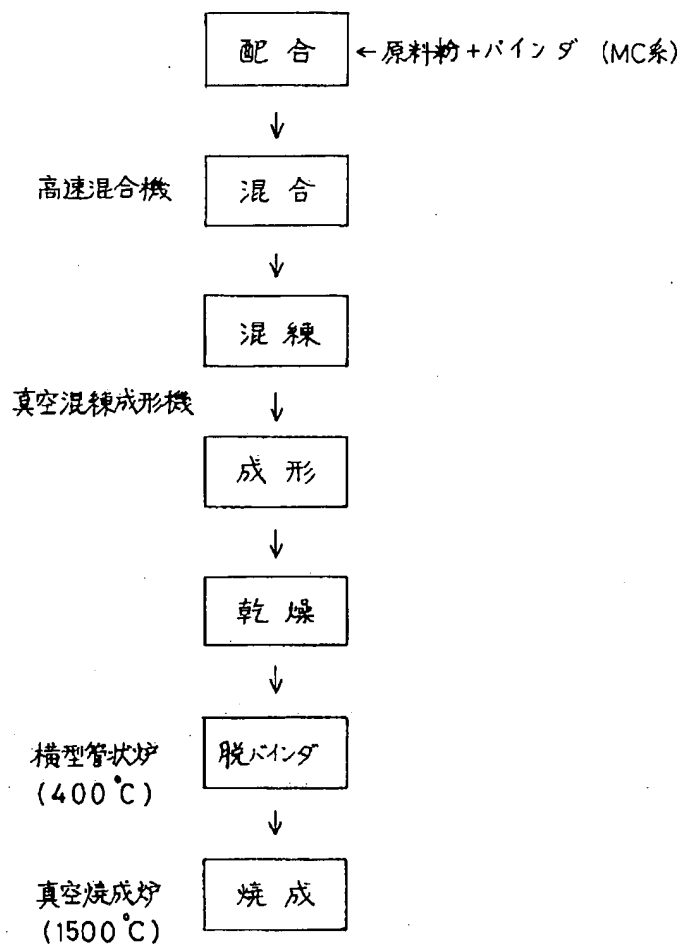 配合 ←原料粉+バインダ (MC系)
↓
高速混合機 混合
↓
混練
真空混練成形機 ↓
成形
↓
乾燥
↓
横型管状炉 脱バインダ
(400℃)
↓
真空焼成炉 焼成
(1500℃)